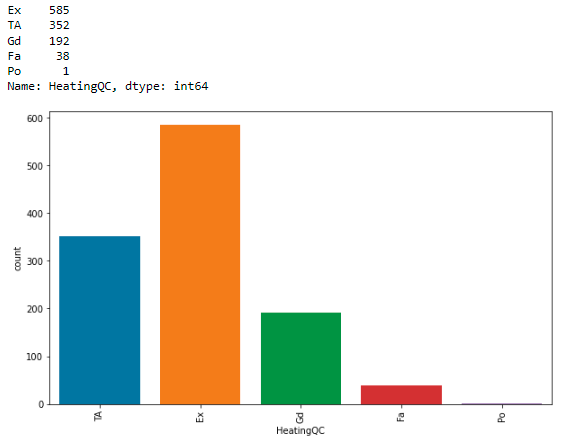 Ex 585
TA 352
Gd 192
Fa 38
Po 1
Name: HeatingQC, dtype: int64
600
500
400
300
200
100
0
count
TA Ex Gd Fa Po
HeatingQC